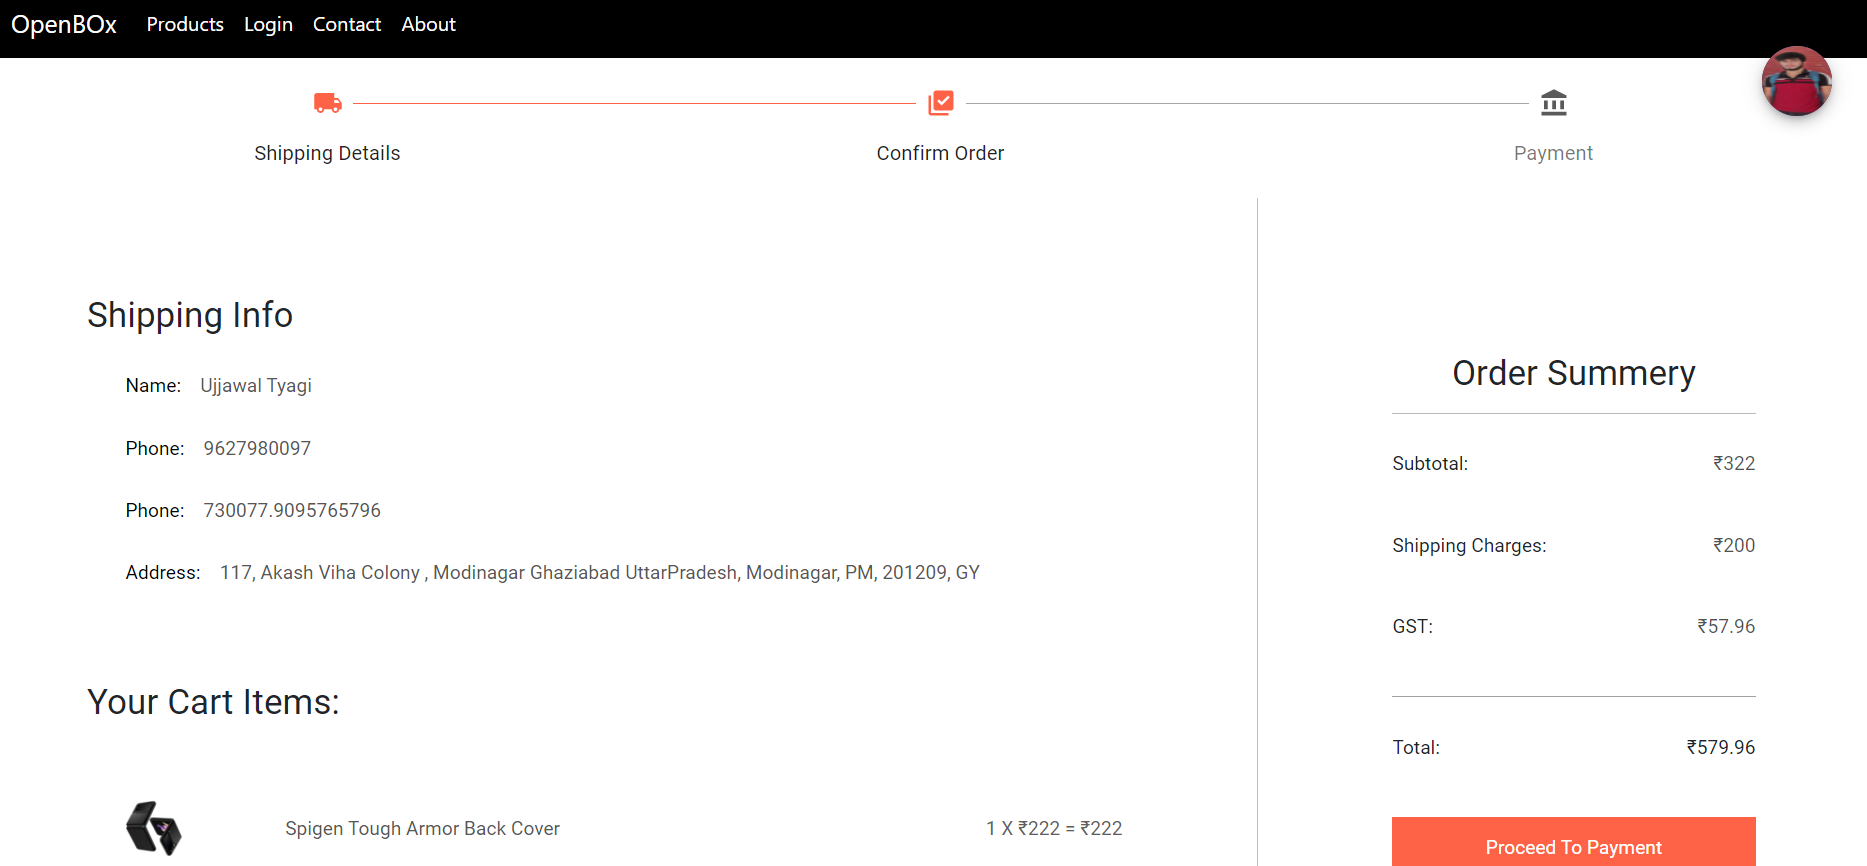 OpenBOx Products Login Contact About
Shipping Details Confirm Order Payment
Shipping Info
Name: Ujjawal Tyagi
Phone: 9627980097
Phone: 730077.9095765796
Address: 117, Akash Viha Colony , Modinagar Ghaziabad UttarPradesh, Modinagar, PM, 201209, GY
Your Cart Items:
Spigen Tough Armor Back Cover 1 X ₹222 = ₹222
Order Summery
Subtotal: ₹322
Shipping Charges: ₹200
GST: ₹57.96
Total: ₹579.96
Proceed To Payment